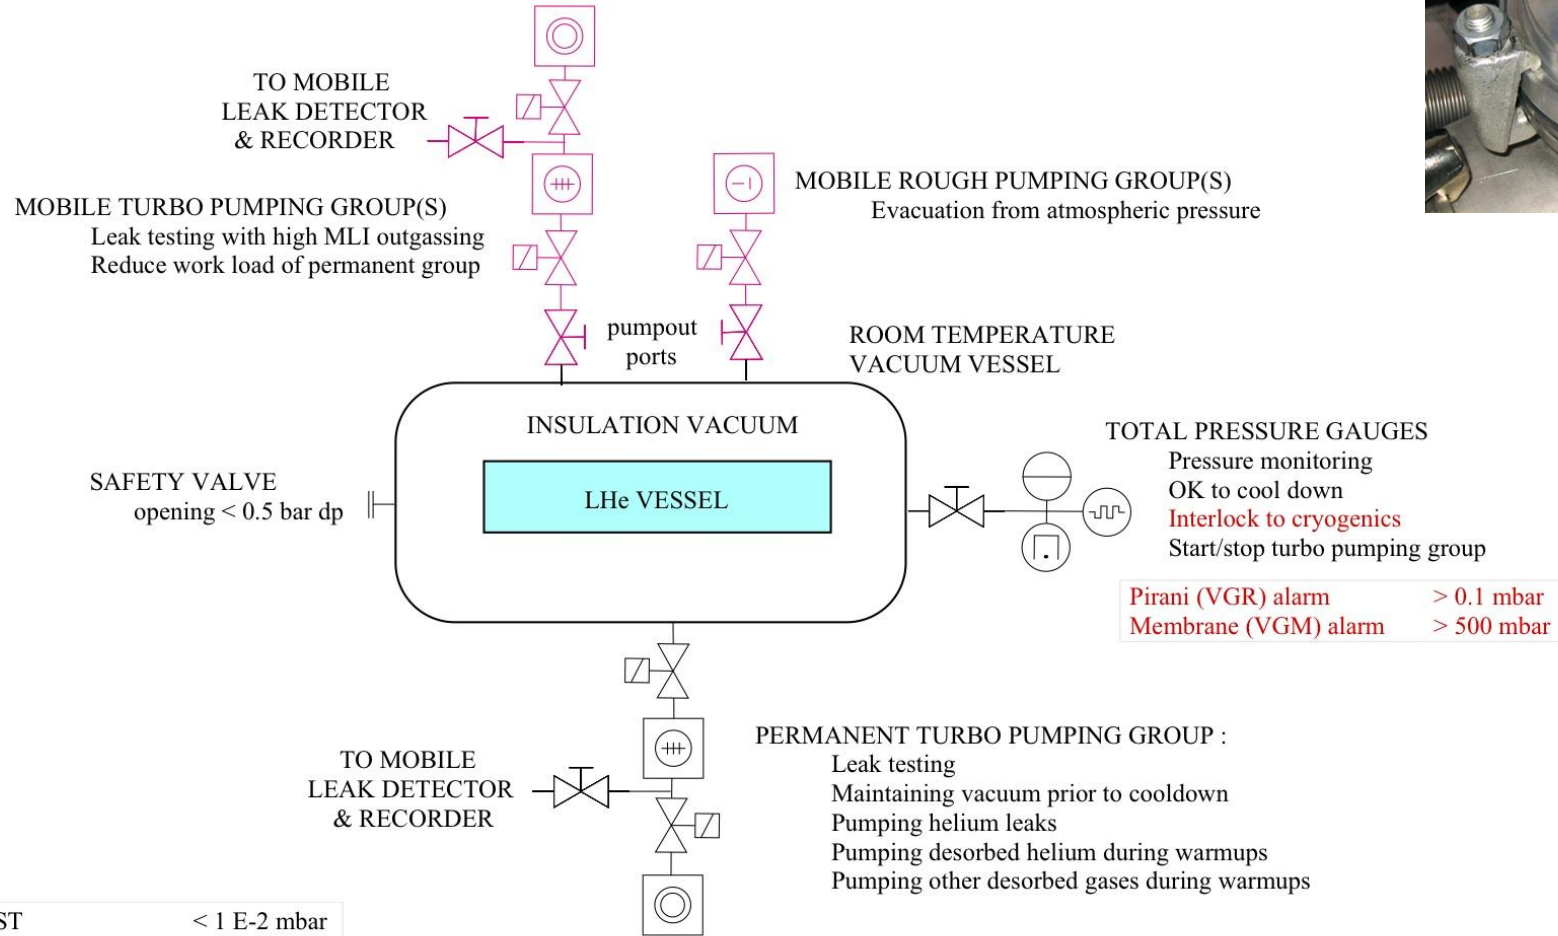 TO MOBILE
LEAK DETECTOR
& RECORDER
MOBILE TURBO PUMPING GROUP(S)
Leak testing with high MLI outgassing
Reduce work load of permanent group
MOBILE ROUGH PUMPING GROUP(S)
Evacuation from atmospheric pressure
pumpout
ports
ROOM TEMPERATURE
VACUUM VESSEL
INSULATION VACUUM
LHe VESSEL
SAFETY VALVE
opening < 0.5 bar dp
TOTAL PRESSURE GAUGES
Pressure monitoring
OK to cool down
Interlock to cryogenics
Start/stop turbo pumping group
Pirani (VGR) alarm > 0.1 mbar
Membrane (VGM) alarm > 500 mbar
TO MOBILE
LEAK DETECTOR
& RECORDER
PERMANENT TURBO PUMPING GROUP :
Leak testing
Maintaining vacuum prior to cooldown
Pumping helium leaks
Pumping desorbed helium during warmups
Pumping other desorbed gases during warmups
ST < 1 E-2 mbar